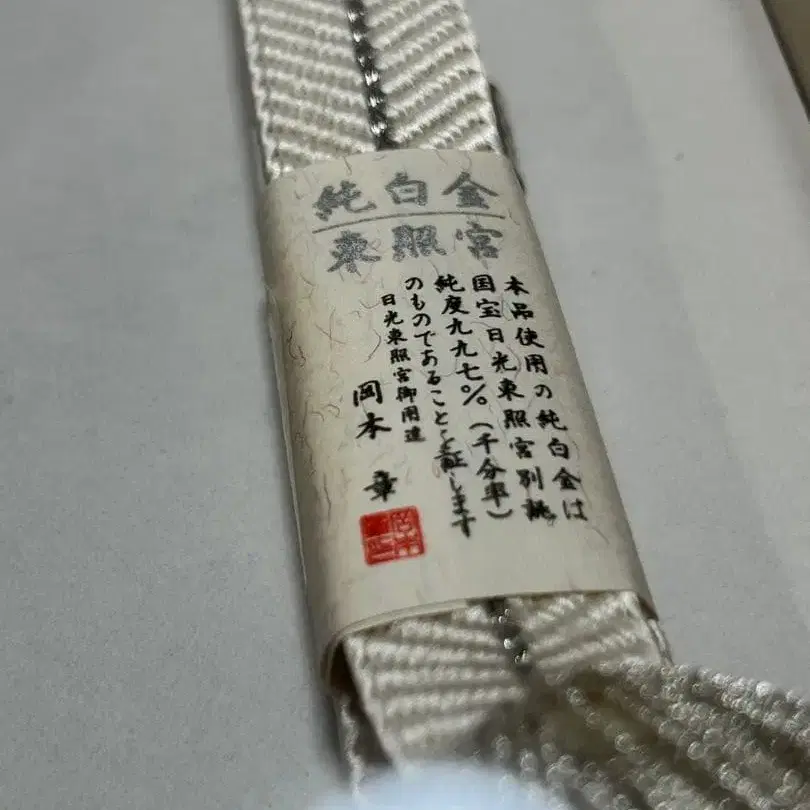 純白金
東照宮
本品使用の純白金は
国宝日光東照宮別誂
純度九九七%(千分率)
のものであることを証します
日光東照宮御用達
岡本 章